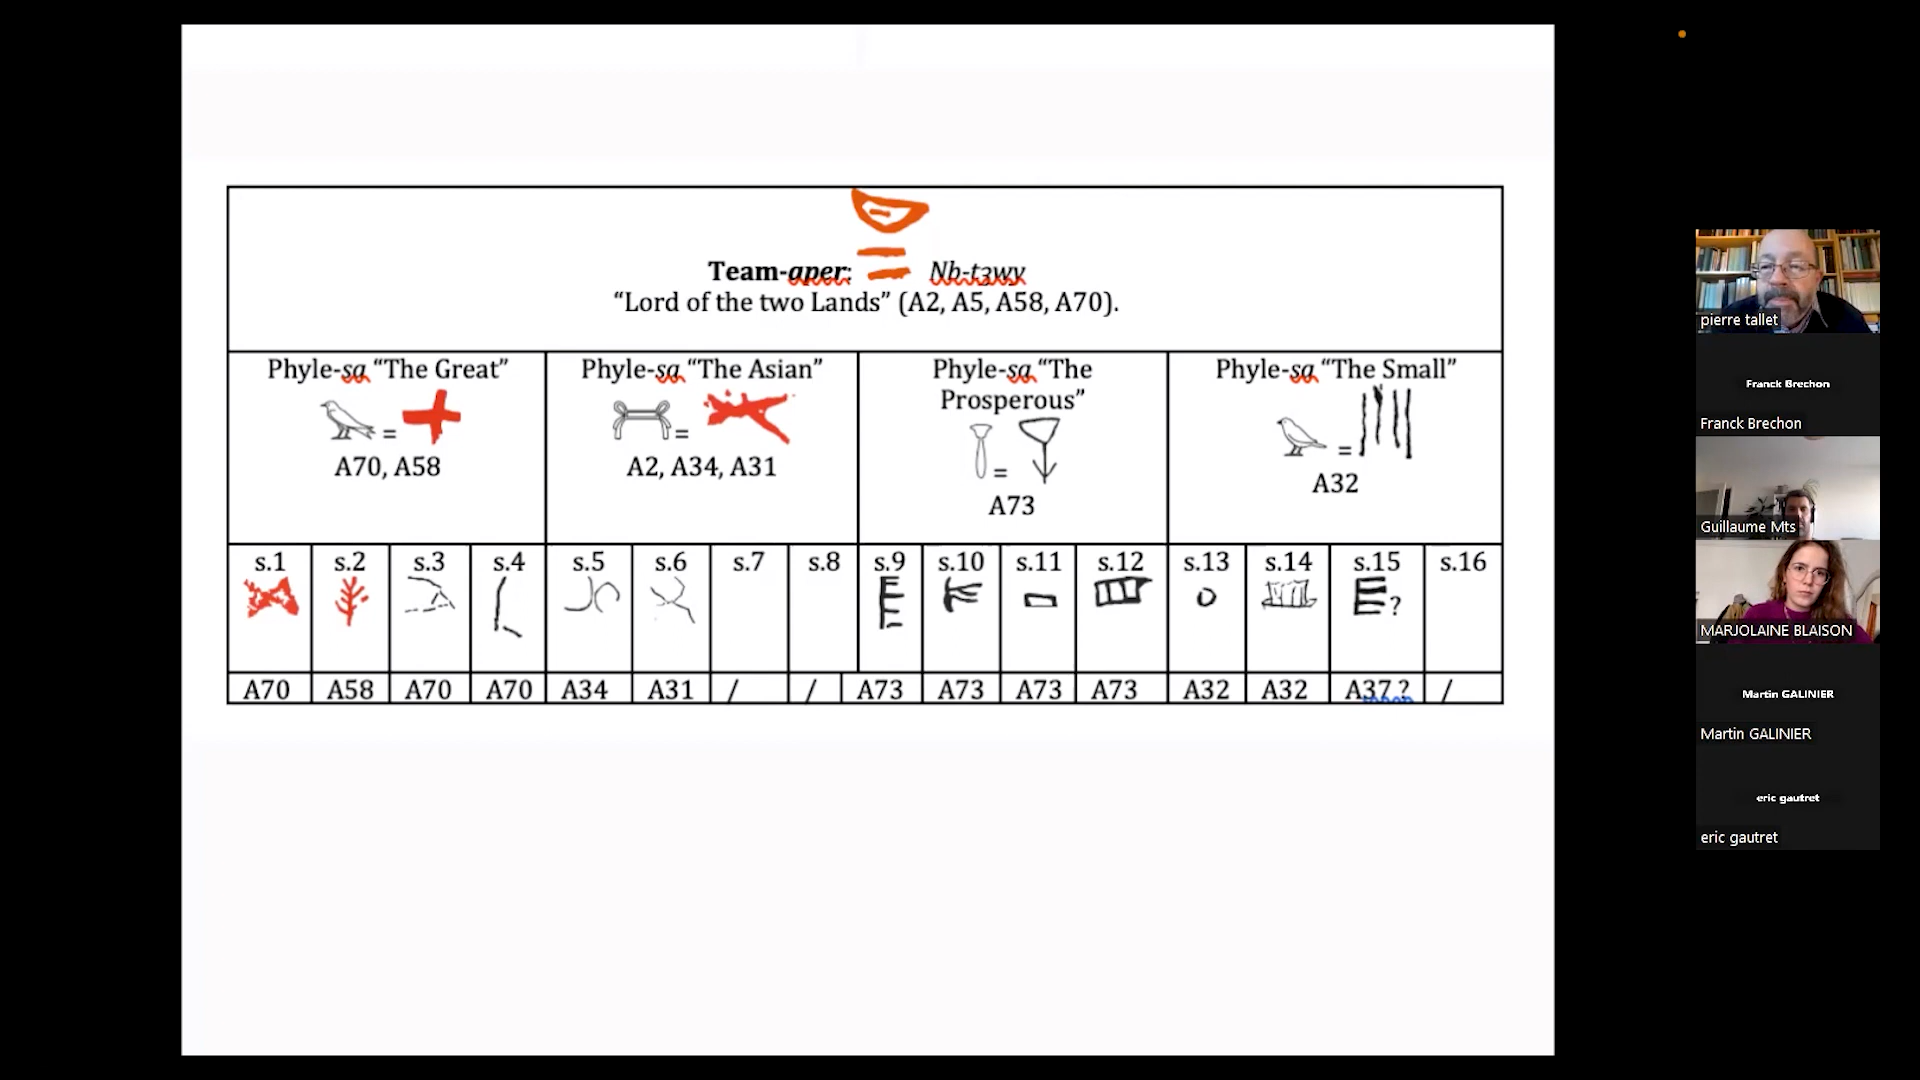 Team-aper: Nb-tꜣwy
“Lord of the two Lands” (A2, A5, A58, A70).
Phyle-sa “The Great”
=
A70, A58
Phyle-sa “The Asian”
=
A2, A34, A31
Phyle-sa “The
Prosperous”
=
A73
Phyle-sa “The Small”
=
A32
s.1 s.2 s.3 s.4 s.5 s.6 s.7 s.8 s.9 s.10 s.11 s.12 s.13 s.14 s.15 s.16
?
A70 A58 A70 A70 A34 A31 / / A73 A73 A73 A73 A32 A32 A37 ? /
pierre tallet
Franck Brechon
Franck Brechon
Guillaume Mts
MARJOLAINE BLAISON
Martin GALINIER
Martin GALINIER
eric gautret
eric gautret